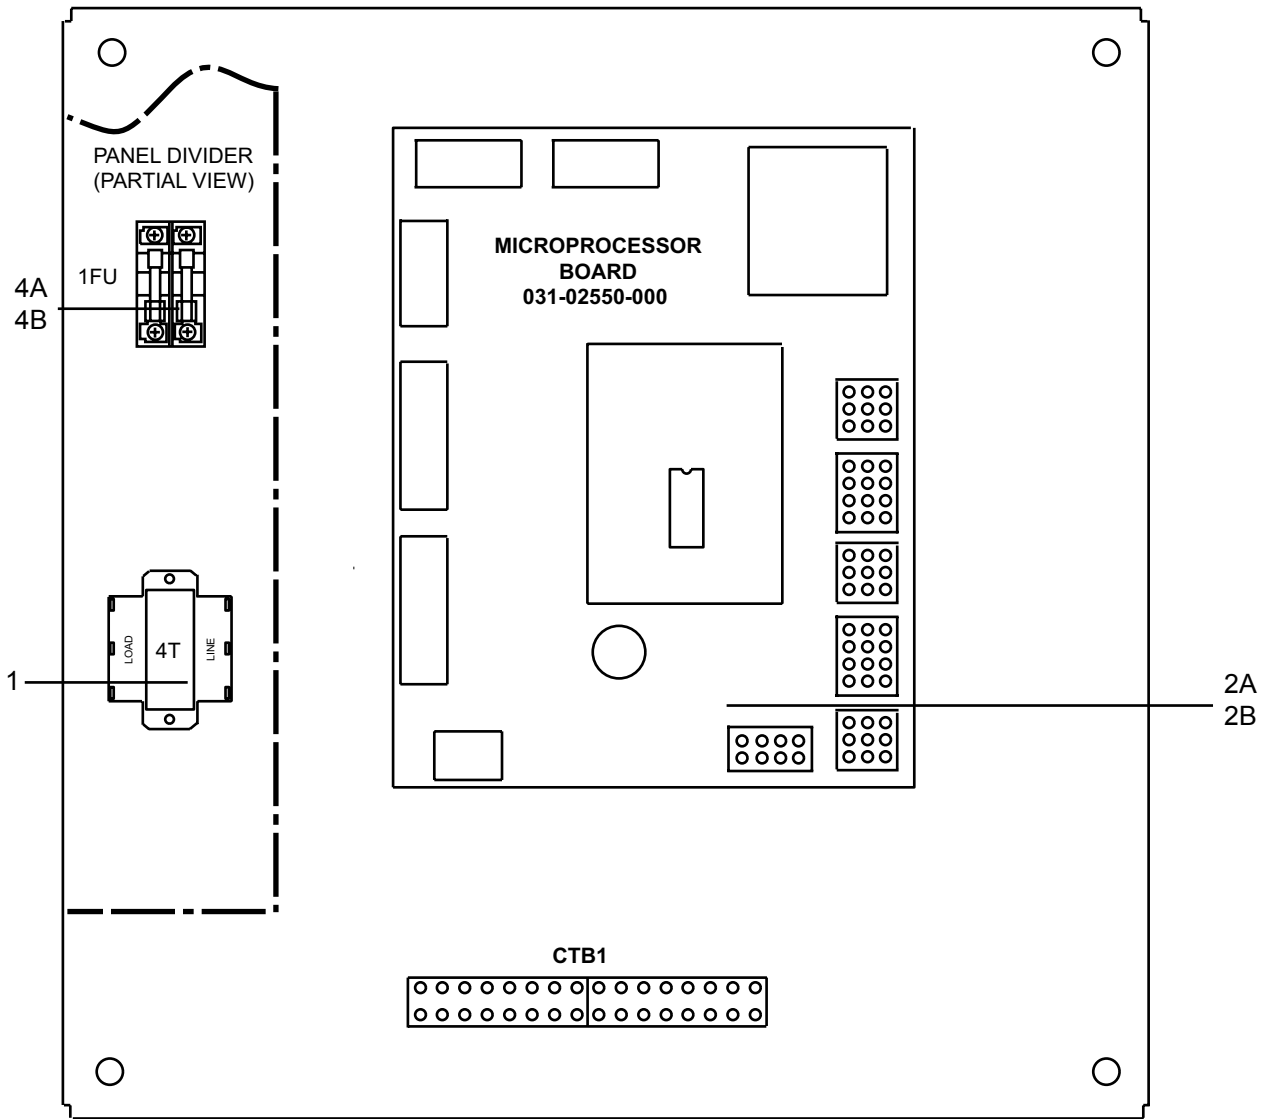 PANEL DIVIDER
(PARTIAL VIEW)
1FU
4A
4B
MICROPROCESSOR
BOARD
031-02550-000
LOAD
4T
LINE
1
2A
2B
CTB1